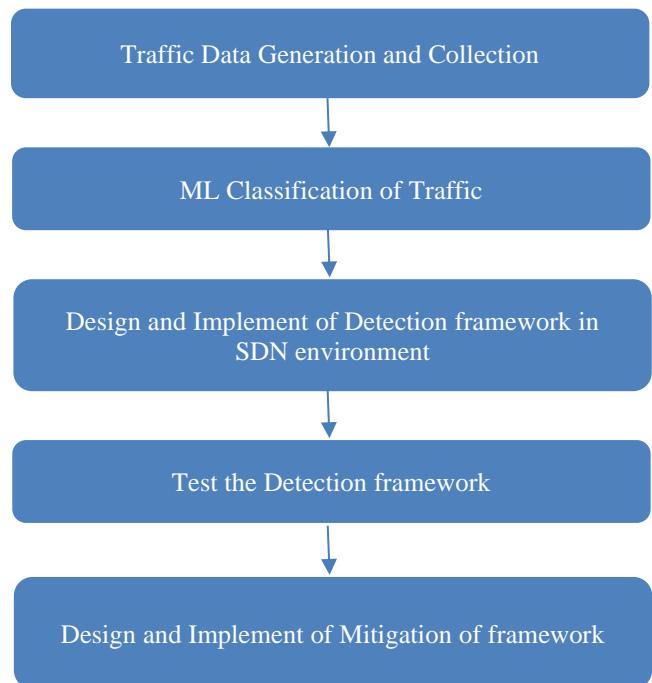 Traffic Data Generation and Collection
ML Classification of Traffic
Design and Implement of Detection framework in
SDN environment
Test the Detection framework
Design and Implement of Mitigation of framework